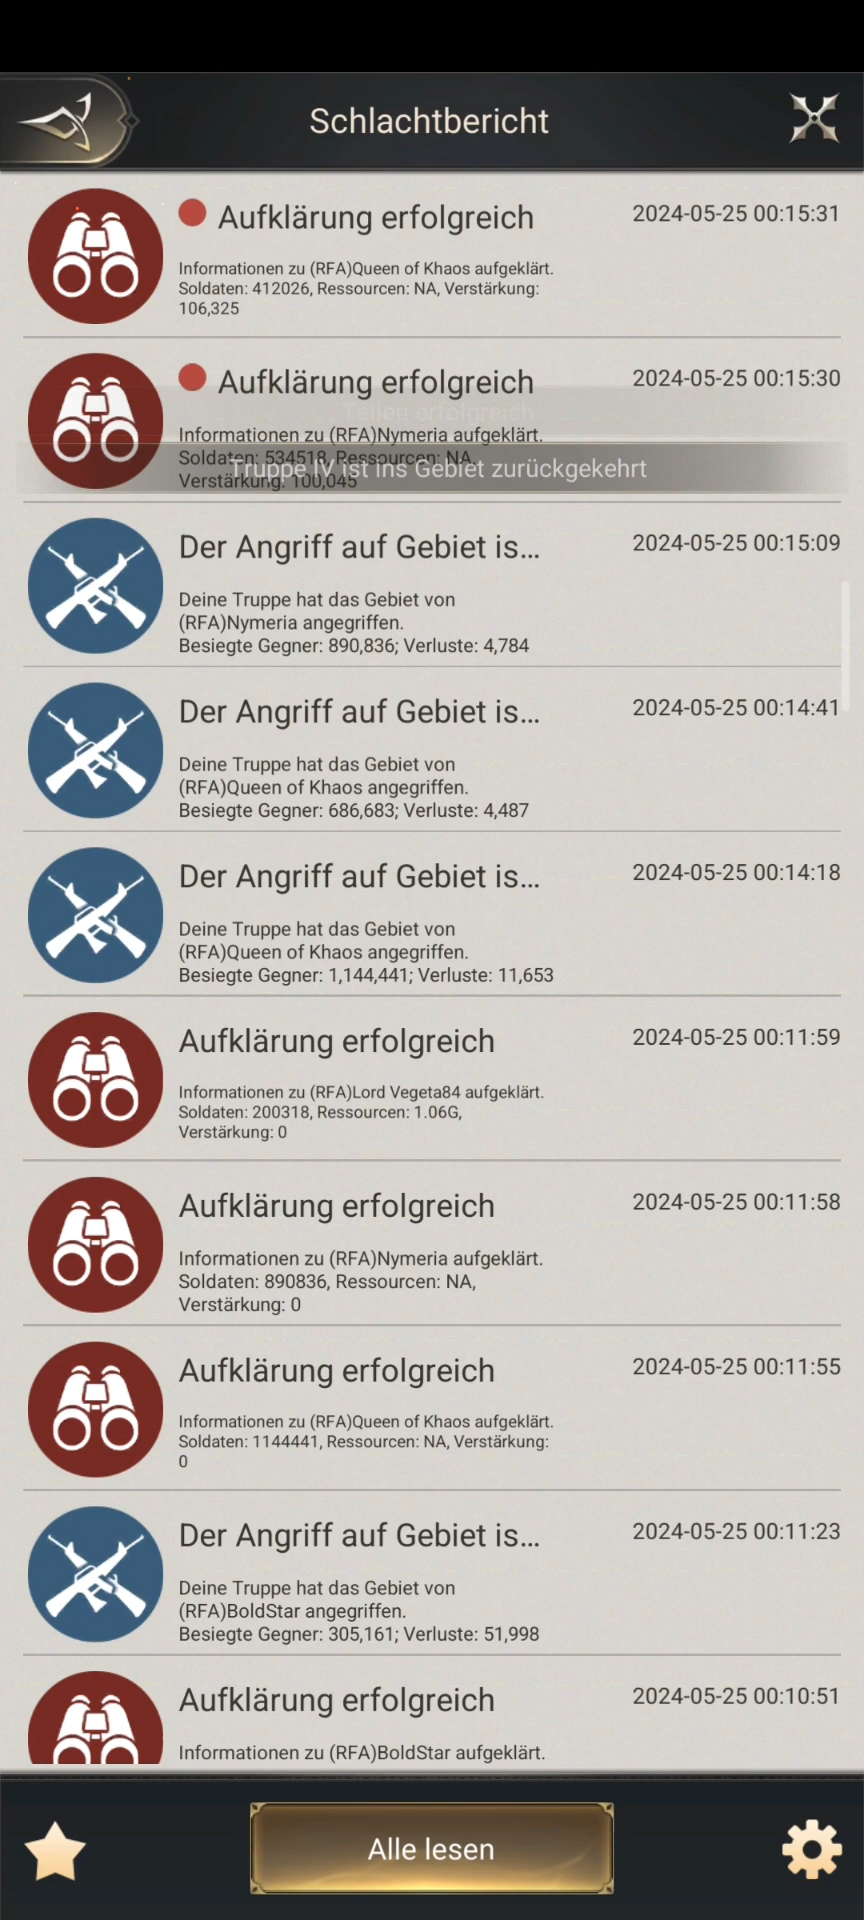 Schlachtbericht
Aufklärung erfolgreich
2024-05-25 00:15:31
Informationen zu (RFA)Queen of Khaos aufgeklärt.
Soldaten: 412026, Ressourcen: NA, Verstärkung:
106,325
Aufklärung erfolgreich
2024-05-25 00:15:30
Teilen erfolgreich
Informationen zu (RFA)Nymeria aufgeklärt.
Soldaten: 534518, Ressourcen: NA,
Truppe IV ist ins Gebiet zurückgekehrt
Verstärkung: 100,045
Der Angriff auf Gebiet is...
2024-05-25 00:15:09
Deine Truppe hat das Gebiet von
(RFA)Nymeria angegriffen.
Besiegte Gegner: 890,836; Verluste: 4,784
Der Angriff auf Gebiet is...
2024-05-25 00:14:41
Deine Truppe hat das Gebiet von
(RFA)Queen of Khaos angegriffen.
Besiegte Gegner: 686,683; Verluste: 4,487
Der Angriff auf Gebiet is...
2024-05-25 00:14:18
Deine Truppe hat das Gebiet von
(RFA)Queen of Khaos angegriffen.
Besiegte Gegner: 1,144,441; Verluste: 11,653
Aufklärung erfolgreich
2024-05-25 00:11:59
Informationen zu (RFA)Lord Vegeta84 aufgeklärt.
Soldaten: 200318, Ressourcen: 1.06G,
Verstärkung: 0
Aufklärung erfolgreich
2024-05-25 00:11:58
Informationen zu (RFA)Nymeria aufgeklärt.
Soldaten: 890836, Ressourcen: NA,
Verstärkung: 0
Aufklärung erfolgreich
2024-05-25 00:11:55
Informationen zu (RFA)Queen of Khaos aufgeklärt.
Soldaten: 1144441, Ressourcen: NA, Verstärkung:
0
Der Angriff auf Gebiet is...
2024-05-25 00:11:23
Deine Truppe hat das Gebiet von
(RFA)BoldStar angegriffen.
Besiegte Gegner: 305,161; Verluste: 51,998
Aufklärung erfolgreich
2024-05-25 00:10:51
Informationen zu (RFA)BoldStar aufgeklärt.
Alle lesen